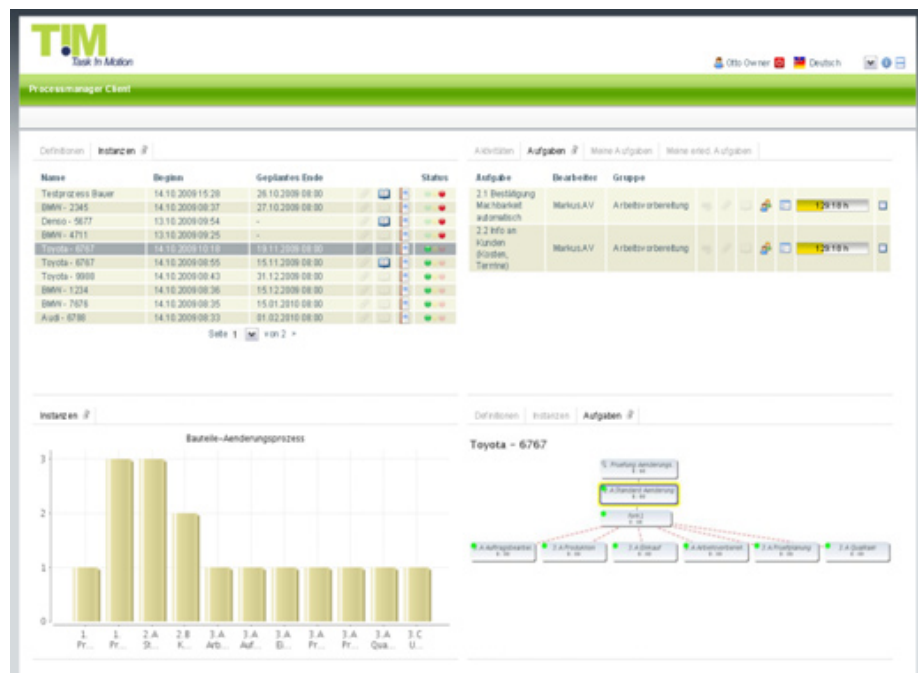 T!M
Task In Motion
Otto Owner Deutsch
Processmanager Client
Definitionen Instanzen
Name Beginn Geplantes Ende Status
Testprozess Bauer 14.10.2009 15:28 26.10.2009 08:00
BMW - 2345 14.10.2009 08:37 27.10.2009 08:00
Denso - 5677 13.10.2009 09:54 -
BMW - 4711 13.10.2009 09:25 -
Toyota - 6767 14.10.2009 10:18 19.11.2009 08:00
Toyota - 6767 14.10.2009 08:55 15.11.2009 08:00
Toyota - 9988 14.10.2009 08:43 31.12.2009 08:00
BMW - 1234 14.10.2009 08:36 15.12.2009 08:00
BMW - 7676 14.10.2009 08:35 15.01.2010 08:00
Audi - 6788 14.10.2009 08:33 01.02.2010 08:00
Seite 1 von 2 »
Aktivitäten Aufgaben Meine Aufgaben Meine erled. Aufgaben
Aufgabe Bearbeiter Gruppe
2.1 Bestätigung
Machbarkeit
automatisch
Markus.AV Arbeitsvorbereitung 129:18 h
2.2 Info an
Kunden
(Kosten,
Termine)
Markus.AV Arbeitsvorbereitung 129:18 h
Instanzen
Bauteile-Aenderungsprozess
3
2
1
0
1. Pr...
1. Pr...
2.A St...
2.B K...
3.A Arb...
3.A Auf...
3.A Ei...
3.A Pr...
3.A Pr...
3.A Qua...
3.C U...
Definitionen Instanzen Aufgaben
Toyota - 6767